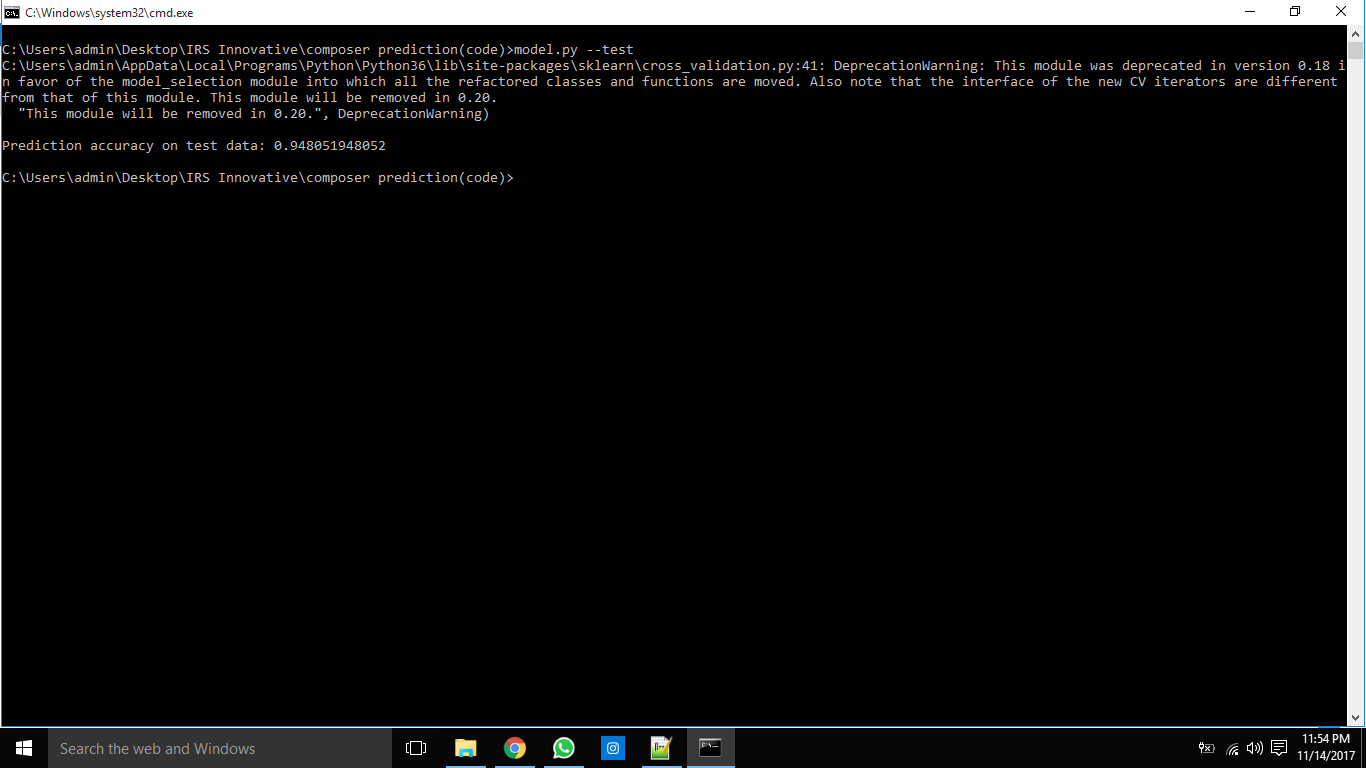 C:\Windows\system32\cmd.exe
C:\Users\admin\Desktop\IRS Innovative\composer prediction(code)>model.py --test
C:\Users\admin\AppData\Local\Programs\Python\Python36\lib\site-packages\sklearn\cross_validation.py:41: DeprecationWarning: This module was deprecated in version 0.18 i
n favor of the model_selection module into which all the refactored classes and functions are moved. Also note that the interface of the new CV iterators are different
from that of this module. This module will be removed in 0.20.
  "This module will be removed in 0.20.", DeprecationWarning)
Prediction accuracy on test data: 0.948051948052
C:\Users\admin\Desktop\IRS Innovative\composer prediction(code)>
Search the web and Windows
11:54 PM
11/14/2017